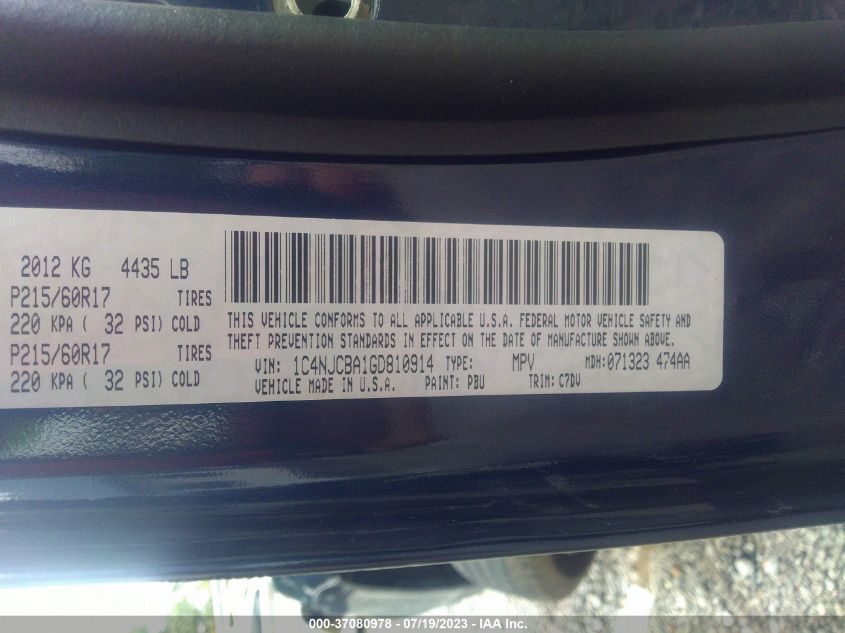 2012 KG 4435 LB
P215/60R17 TIRES
220 KPA ( 32 PSI) COLD
P215/60R17 TIRES
220 KPA ( 32 PSI) COLD
THIS VEHICLE CONFORMS TO ALL APPLICABLE U.S.A. FEDERAL MOTOR VEHICLE SAFETY AND
THEFT PREVENTION STANDARDS IN EFFECT ON THE DATE OF MANUFACTURE SHOWN ABOVE.
VIN: 1C4NJCBA1GD810914 TYPE: MPV MDH:071323 474AA
VEHICLE MADE IN U.S.A. PAINT: PBU TRIM: C7DV
000-37080978 - 07/19/2023 - IAA Inc.